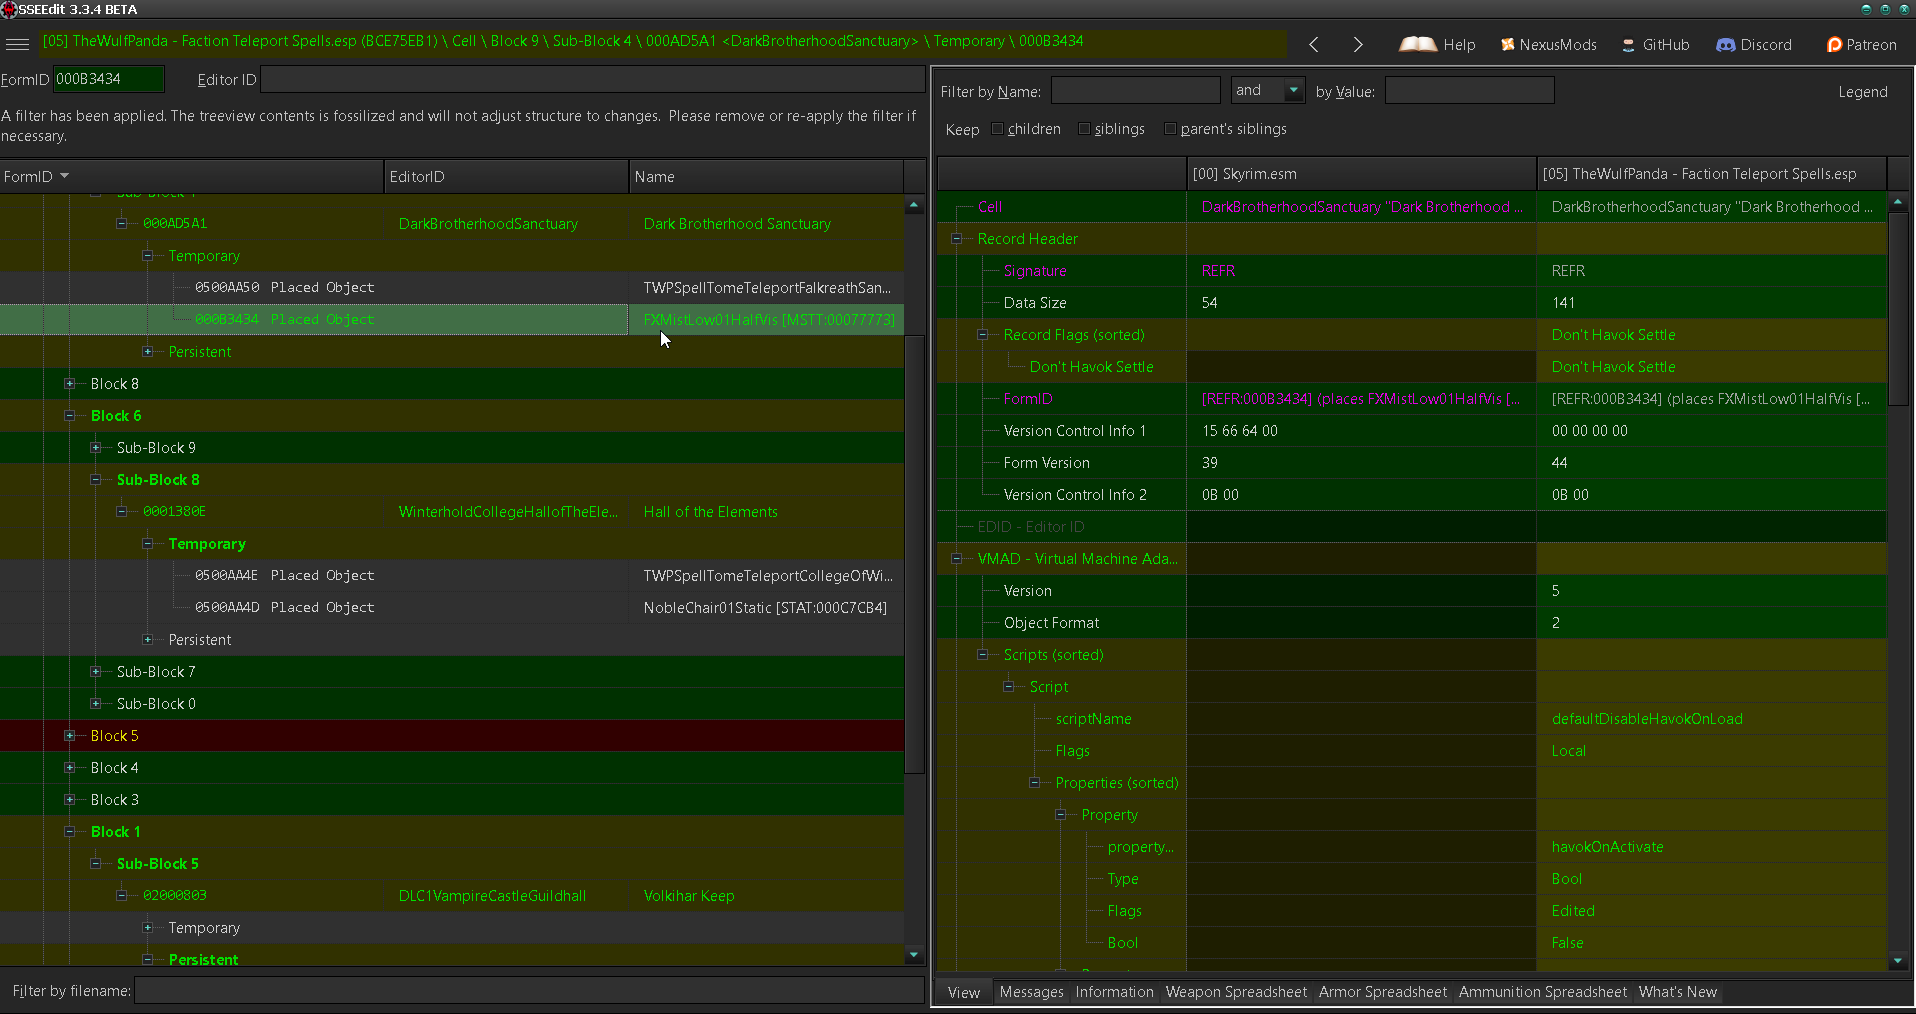 SSEEdit 3.3.4 BETA
[05] TheWulfPanda - Faction Teleport Spells.esp (BCE75EB1) \ Cell \ Block 9 \ Sub-Block 4 \ 000AD5A1 <DarkBrotherhoodSanctuary> \ Temporary \ 000B3434
Help NexusMods GitHub Discord Patreon
FormID 000B3434 Editor ID
A filter has been applied. The treeview contents is fossilized and will not adjust structure to changes. Please remove or re-apply the filter if
necessary.
FormID EditorID Name
000AD5A1 DarkBrotherhoodSanctuary Dark Brotherhood Sanctuary
Temporary
0500AA50 Placed Object TWPSpellTomeTeleportFalkreathSan...
000B3434 Placed Object FXMistLow01HalfVis [MSTT:00077773]
Persistent
Block 8
Block 6
Sub-Block 9
Sub-Block 8
0001380E WinterholdCollegeHallofTheEle... Hall of the Elements
Temporary
0500AA4E Placed Object TWPSpellTomeTeleportCollegeOfWi...
0500AA4D Placed Object NobleChair01Static [STAT:000C7CB4]
Persistent
Sub-Block 7
Sub-Block 0
Block 5
Block 4
Block 3
Block 1
Sub-Block 5
02000803 DLC1VampireCastleGuildhall Volkihar Keep
Temporary
Persistent
Filter by filename:
Filter by Name: and by Value: Legend
Keep children siblings parent's siblings
[00] Skyrim.esm [05] TheWulfPanda - Faction Teleport Spells.esp
Cell DarkBrotherhoodSanctuary "Dark Brotherhood ... DarkBrotherhoodSanctuary "Dark Brotherhood ...
Record Header
Signature REFR REFR
Data Size 54 141
Record Flags (sorted) Don't Havok Settle
Don't Havok Settle Don't Havok Settle
FormID [REFR:000B3434] (places FXMistLow01HalfVis [... [REFR:000B3434] (places FXMistLow01HalfVis [...
Version Control Info 1 15 66 64 00 00 00 00 00
Form Version 39 44
Version Control Info 2 0B 00 0B 00
EDID - Editor ID
VMAD - Virtual Machine Ada...
Version 5
Object Format 2
Scripts (sorted)
Script
scriptName defaultDisableHavokOnLoad
Flags Local
Properties (sorted)
Property
property... havokOnActivate
Type Bool
Flags Edited
Bool False
View Messages Information Weapon Spreadsheet Armor Spreadsheet Ammunition Spreadsheet What's New